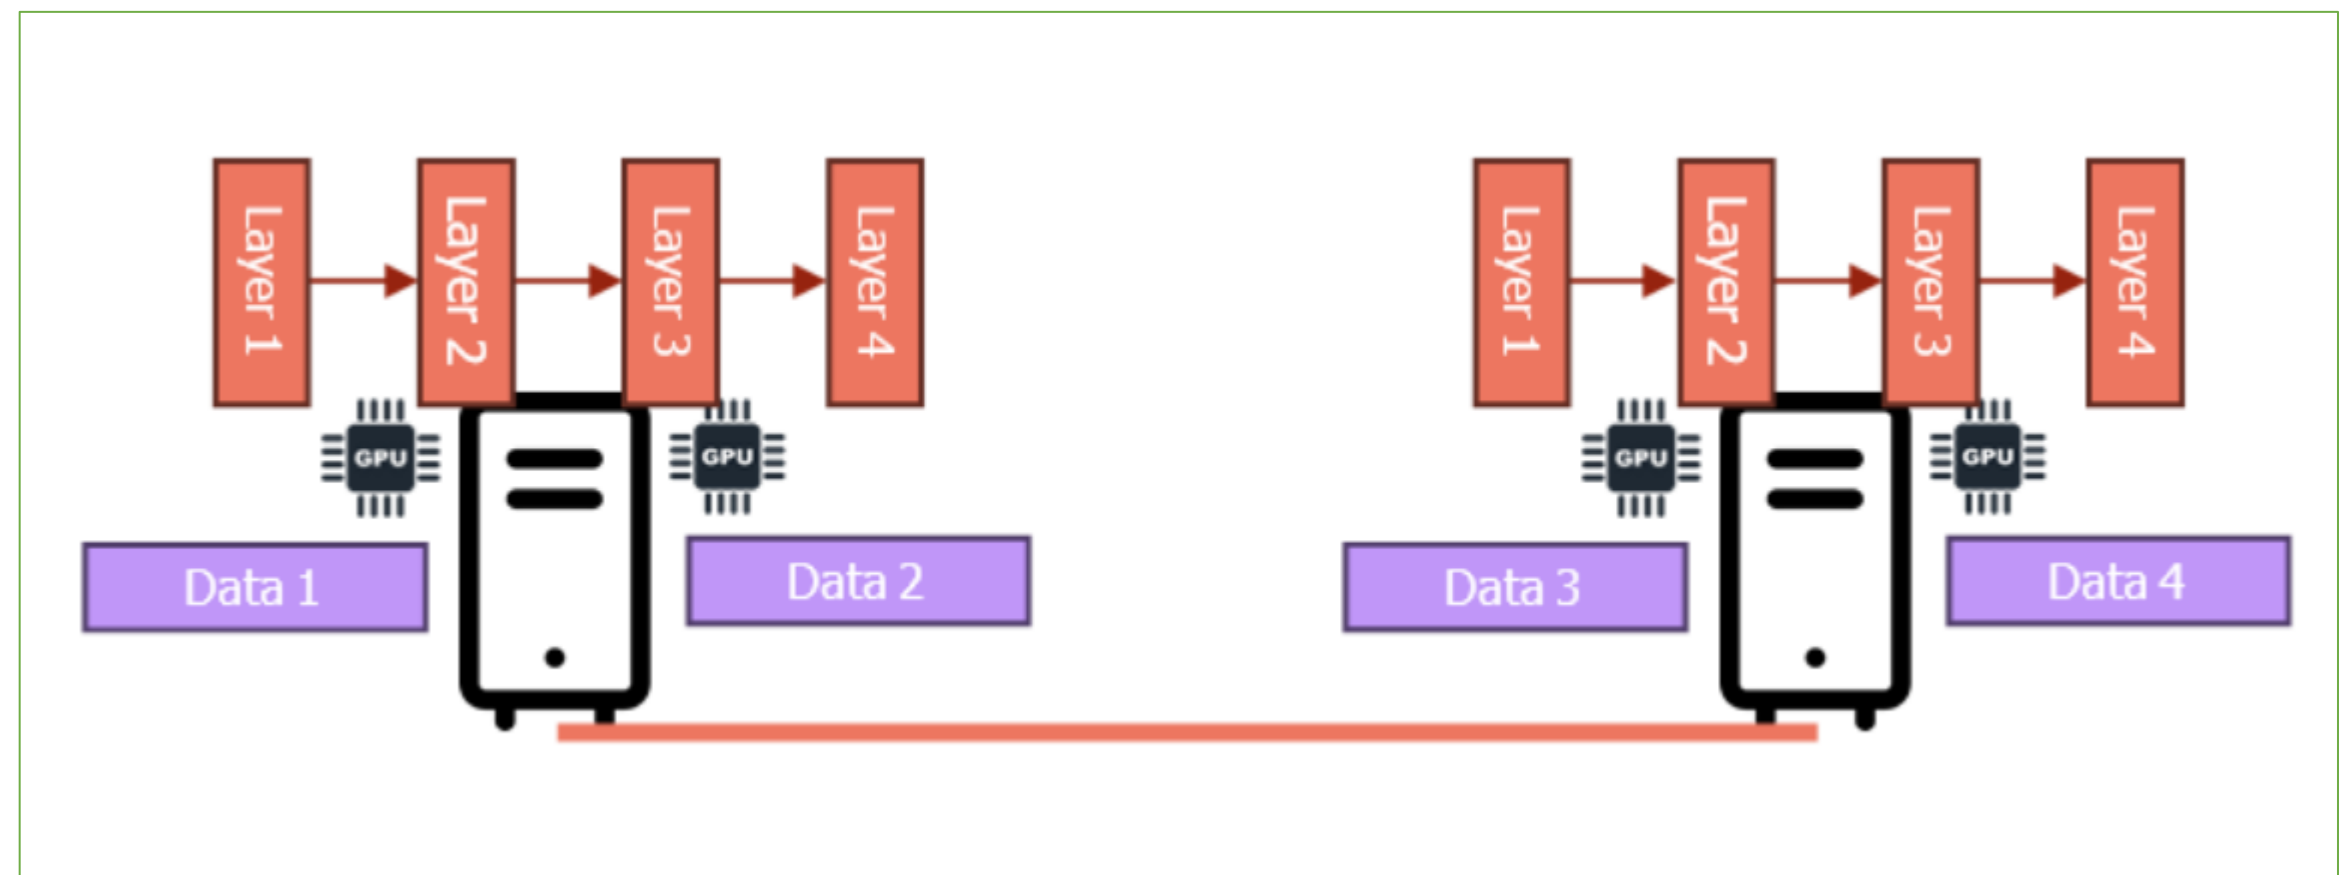 Layer 1
Layer 2
Layer 3
Layer 4
GPU
GPU
Data 1
Data 2
Layer 1
Layer 2
Layer 3
Layer 4
GPU
GPU
Data 3
Data 4